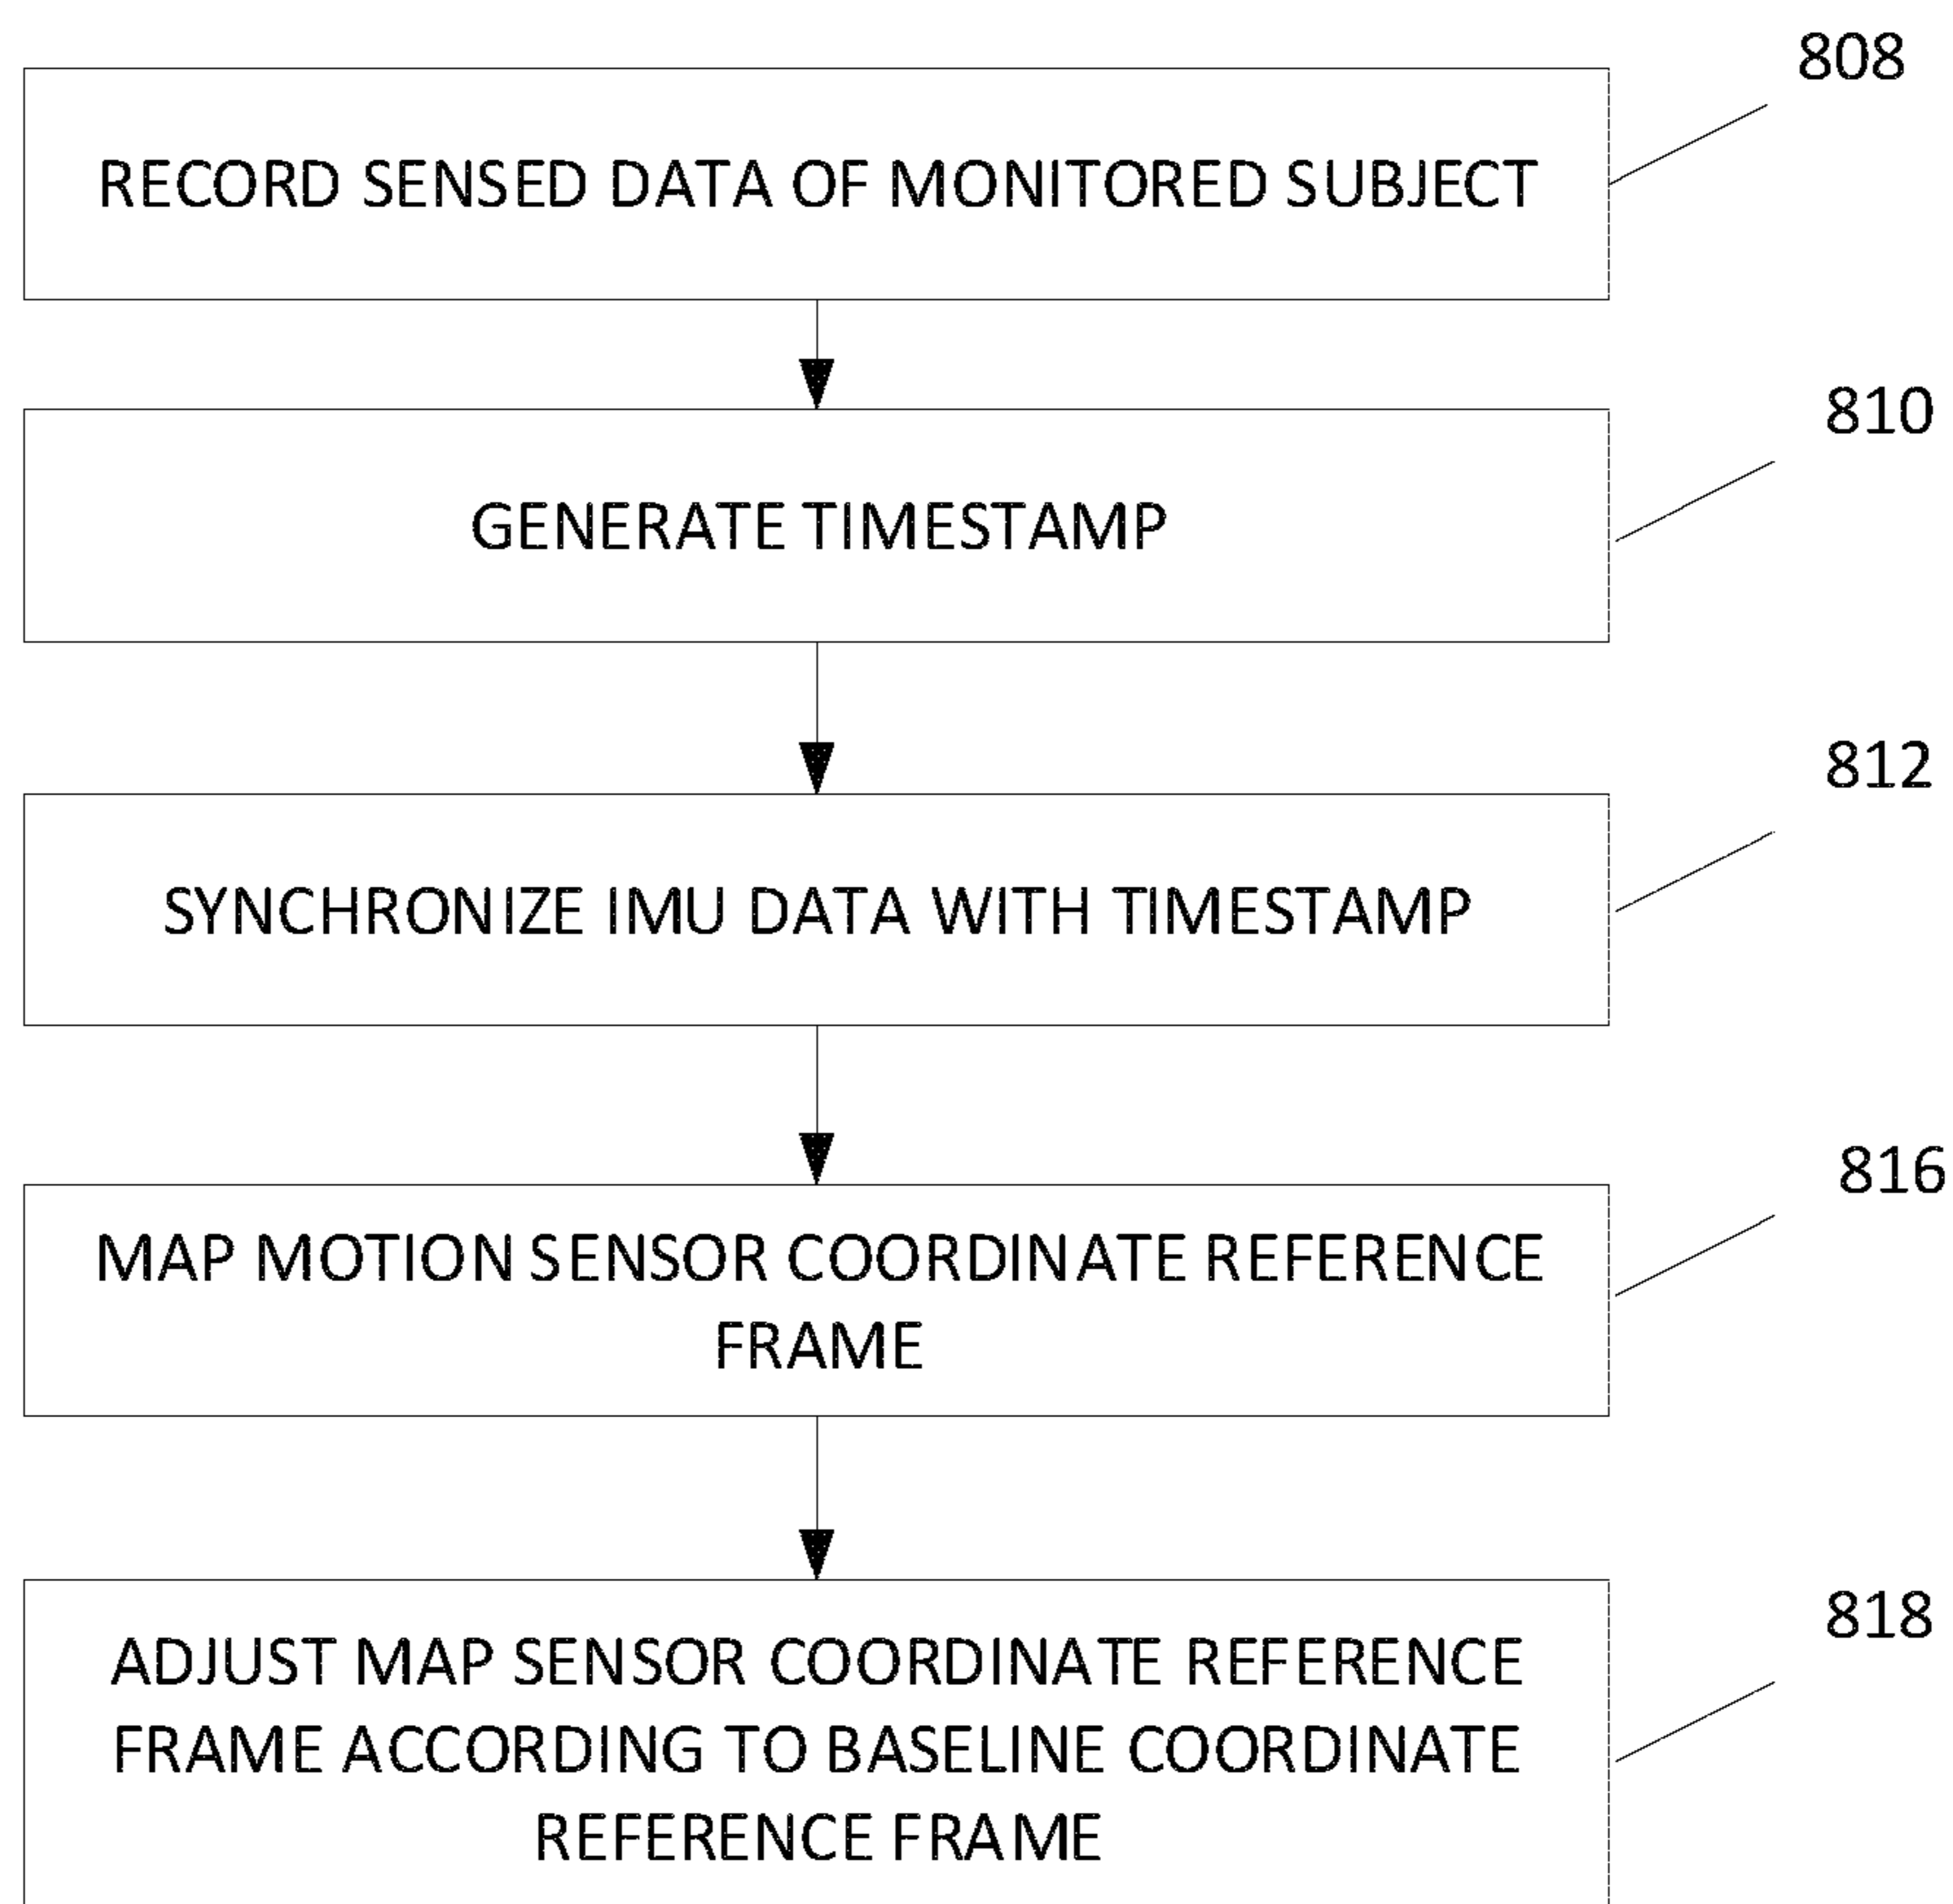 808
RECORD SENSED DATA OF MONITORED SUBJECT
810
GENERATE TIMESTAMP
812
SYNCHRONIZE IMU DATA WITH TIMESTAMP
816
MAP MOTION SENSOR COORDINATE REFERENCE
FRAME
818
ADJUST MAP SENSOR COORDINATE REFERENCE
FRAME ACCORDING TO BASELINE COORDINATE
REFERENCE FRAME